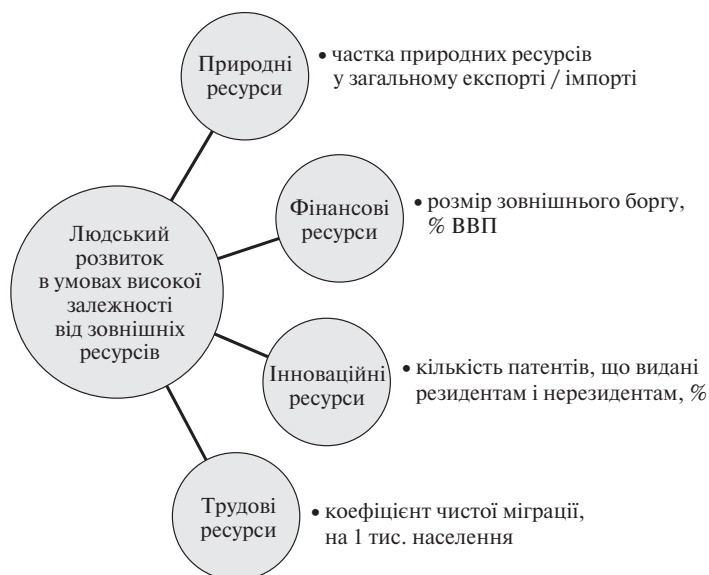 Природні
ресурси
• частка природних ресурсів
у загальному експорті / імпорті
Фінансові
ресурси
• розмір зовнішнього боргу,
% ВВП
Людський
розвиток
в умовах високої
залежності
від зовнішніх
ресурсів
Інноваційні
ресурси
• кількість патентів, що видані
резидентам і нерезидентам, %
Трудові
ресурси
• коефіцієнт чистої міграції,
на 1 тис. населення